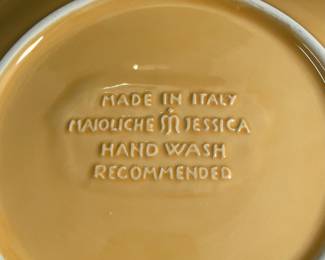 MADE IN ITALY
MAIOLICHE JESSICA
HAND WASH
RECOMMENDED